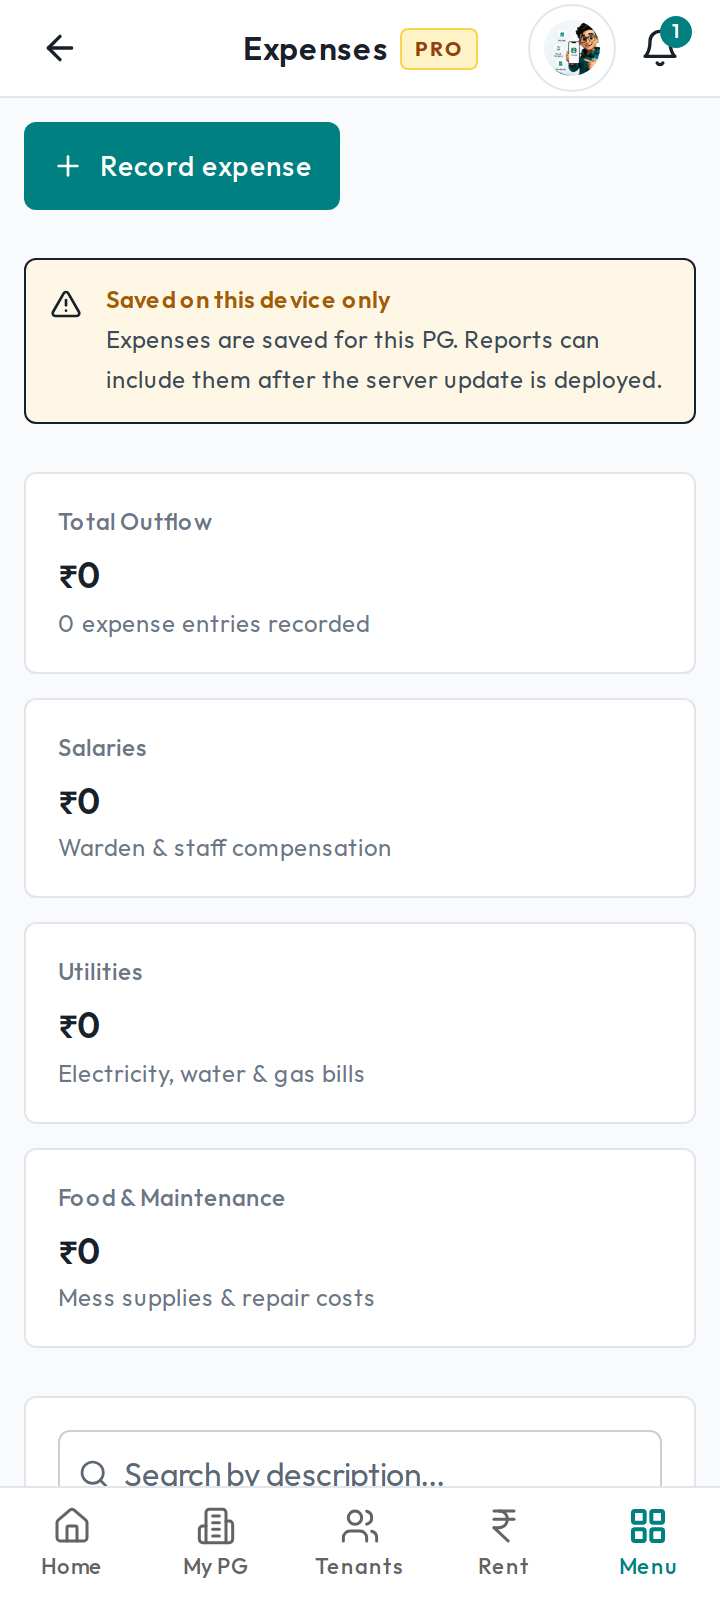 Expenses PRO
1
Record expense
Saved on this device only
Expenses are saved for this PG. Reports can
include them after the server update is deployed.
Total Outflow
₹0
0 expense entries recorded
Salaries
₹0
Warden & staff compensation
Utilities
₹0
Electricity, water & gas bills
Food & Maintenance
₹0
Mess supplies & repair costs
Search by description...
Home My PG Tenants Rent Menu